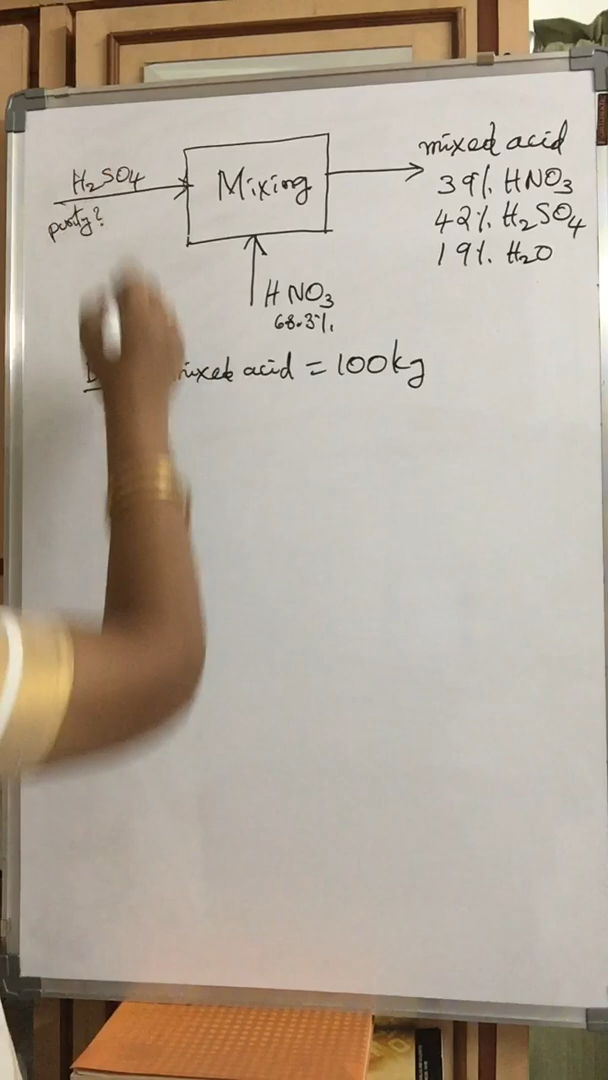 H₂SO₄
purity?
Mixing
mixed acid
39% HNO₃
42% H₂SO₄
19% H₂O
HNO₃
68.3%
mixed acid = 100kg